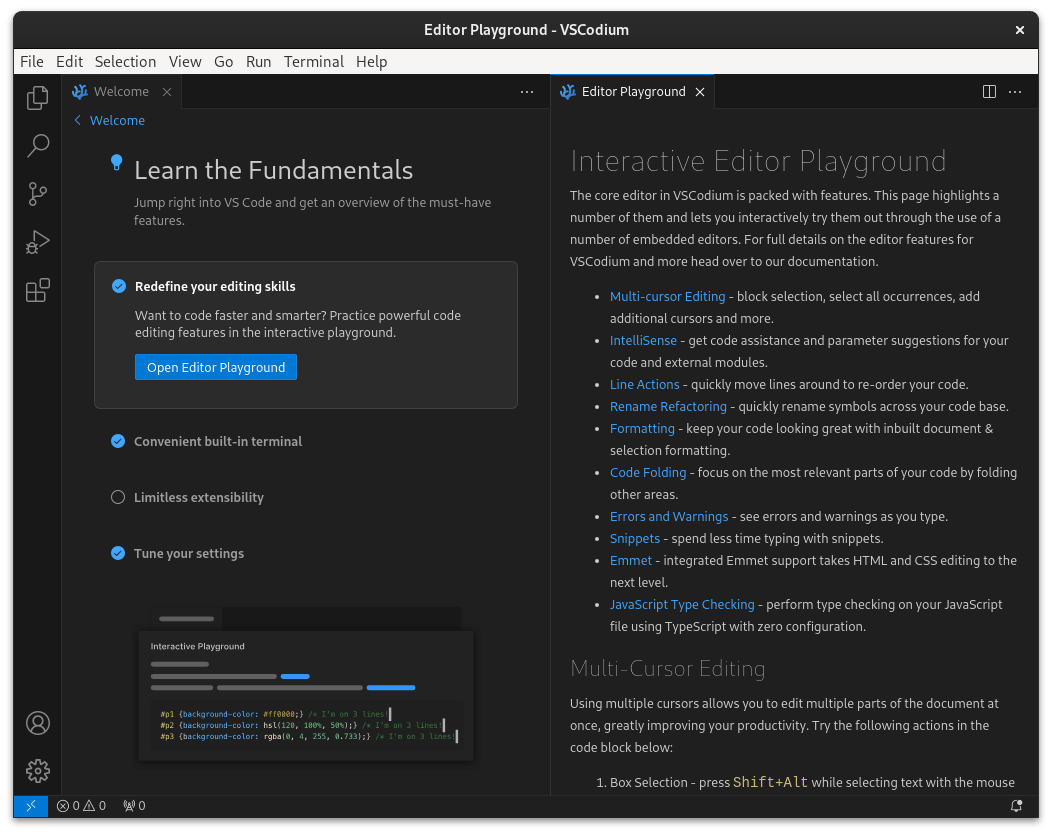 Editor Playground - VSCodium
File Edit Selection View Go Run Terminal Help
Welcome
Editor Playground
Welcome
Learn the Fundamentals
Jump right into VS Code and get an overview of the must-have
features.
Redefine your editing skills
Want to code faster and smarter? Practice powerful code
editing features in the interactive playground.
Open Editor Playground
Convenient built-in terminal
Limitless extensibility
Tune your settings
Interactive Playground
#p1 {background-color: #ff0000;} /* I'm on 3 lines!
#p2 {background-color: hsl(120, 100%, 50%);} /* I'm on 3 lines!
#p3 {background-color: rgba(0, 4, 255, 0.733);} /* I'm on 3 lines!
Interactive Editor Playground
The core editor in VSCodium is packed with features. This page highlights a
number of them and lets you interactively try them out through the use of a
number of embedded editors. For full details on the editor features for
VSCodium and more head over to our documentation.
• Multi-cursor Editing - block selection, select all occurrences, add
additional cursors and more.
• IntelliSense - get code assistance and parameter suggestions for your
code and external modules.
• Line Actions - quickly move lines around to re-order your code.
• Rename Refactoring - quickly rename symbols across your code base.
• Formatting - keep your code looking great with inbuilt document &
selection formatting.
• Code Folding - focus on the most relevant parts of your code by folding
other areas.
• Errors and Warnings - see errors and warnings as you type.
• Snippets - spend less time typing with snippets.
• Emmet - integrated Emmet support takes HTML and CSS editing to the
next level.
• JavaScript Type Checking - perform type checking on your JavaScript
file using TypeScript with zero configuration.
Multi-Cursor Editing
Using multiple cursors allows you to edit multiple parts of the document at
once, greatly improving your productivity. Try the following actions in the
code block below:
1. Box Selection - press Shift+Alt while selecting text with the mouse
0 0 0